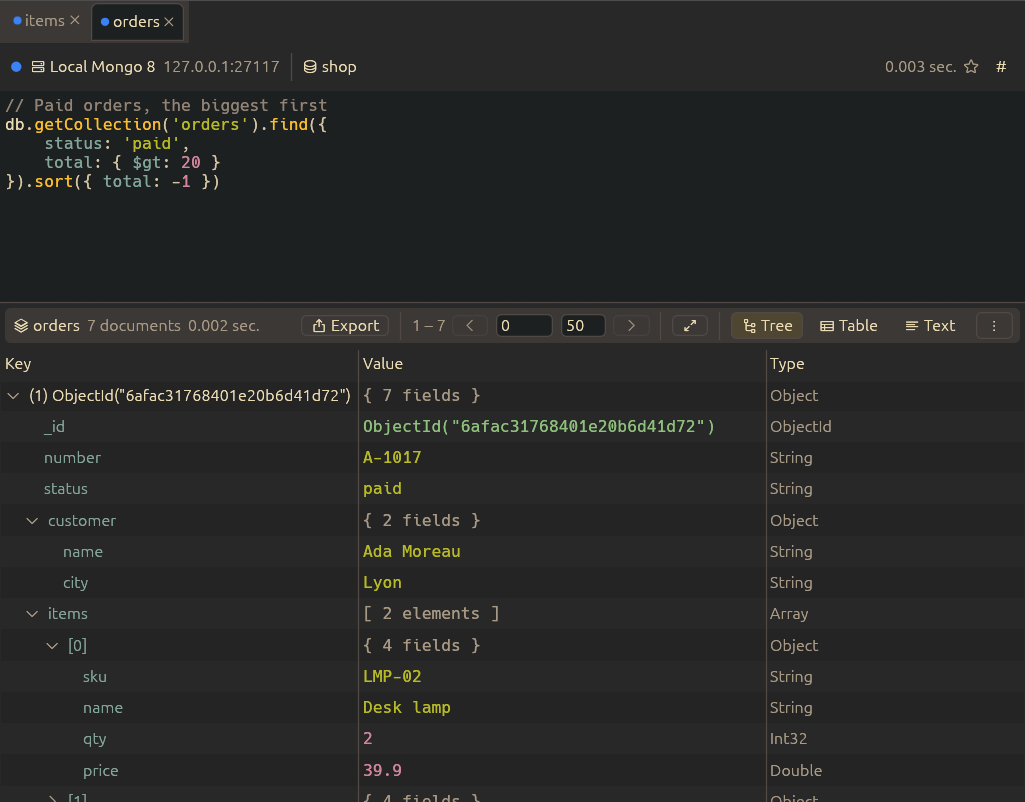 items
orders
Local Mongo 8 127.0.0.1:27117 shop 0.003 sec. #
// Paid orders, the biggest first
db.getCollection('orders').find({
    status: 'paid',
    total: { $gt: 20 }
}).sort({ total: -1 })
orders 7 documents 0.002 sec. Export 1 – 7 0 50 Tree Table Text
Key Value Type
(1) ObjectId("6afac31768401e20b6d41d72") { 7 fields } Object
_id ObjectId("6afac31768401e20b6d41d72") ObjectId
number A-1017 String
status paid String
customer { 2 fields } Object
name Ada Moreau String
city Lyon String
items [ 2 elements ] Array
[0] { 4 fields } Object
sku LMP-02 String
name Desk lamp String
qty 2 Int32
price 39.9 Double
[1] { 4 fields } Object